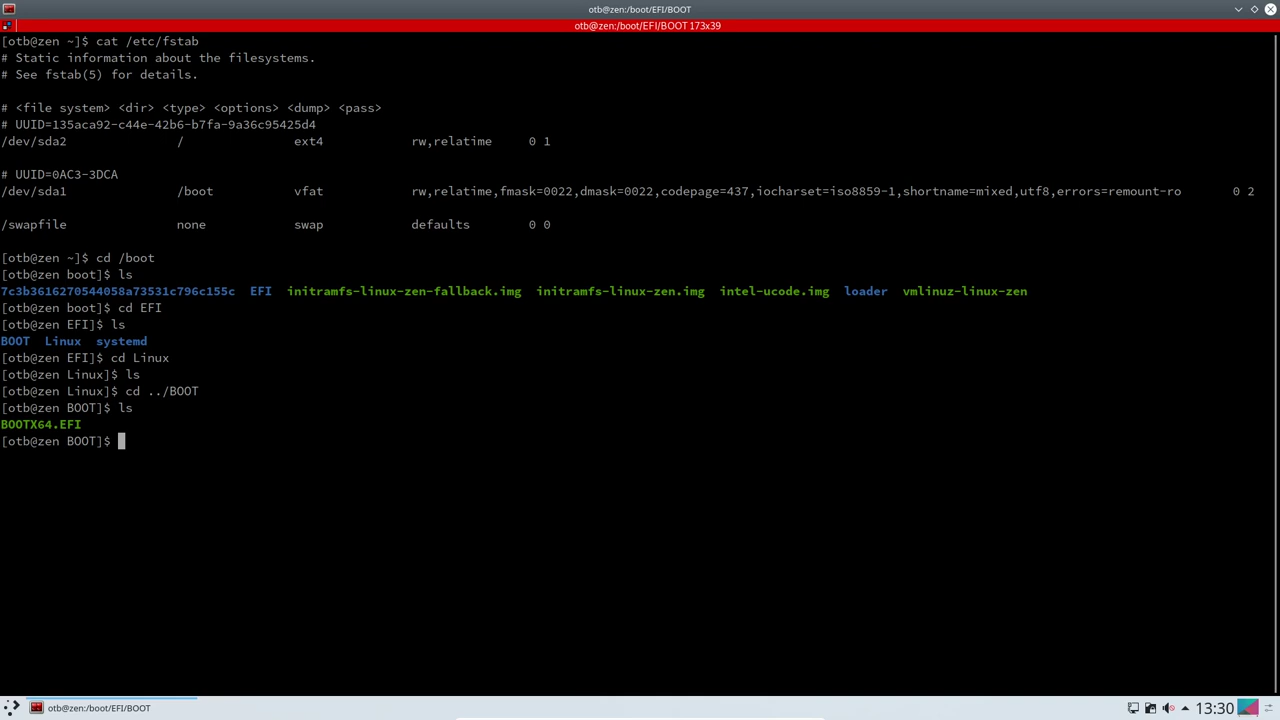 otb@zen:/boot/EFI/BOOT
otb@zen:/boot/EFI/BOOT 173x39
[otb@zen ~]$ cat /etc/fstab
# Static information about the filesystems.
# See fstab(5) for details.
# <file system> <dir> <type> <options> <dump> <pass>
# UUID=135aca92-c44e-42b6-b7fa-9a36c95425d4
/dev/sda2 / ext4 rw,relatime 0 1
# UUID=0AC3-3DCA
/dev/sda1 /boot vfat rw,relatime,fmask=0022,dmask=0022,codepage=437,iocharset=iso8859-1,shortname=mixed,utf8,errors=remount-ro 0 2
/swapfile none swap defaults 0 0
[otb@zen ~]$ cd /boot
[otb@zen boot]$ ls
7c3b3616270544058a73531c796c155c EFI initramfs-linux-zen-fallback.img initramfs-linux-zen.img intel-ucode.img loader vmlinuz-linux-zen
[otb@zen boot]$ cd EFI
[otb@zen EFI]$ ls
BOOT Linux systemd
[otb@zen EFI]$ cd Linux
[otb@zen Linux]$ ls
[otb@zen Linux]$ cd ../BOOT
[otb@zen BOOT]$ ls
BOOTX64.EFI
[otb@zen BOOT]$
otb@zen:/boot/EFI/BOOT
13:30